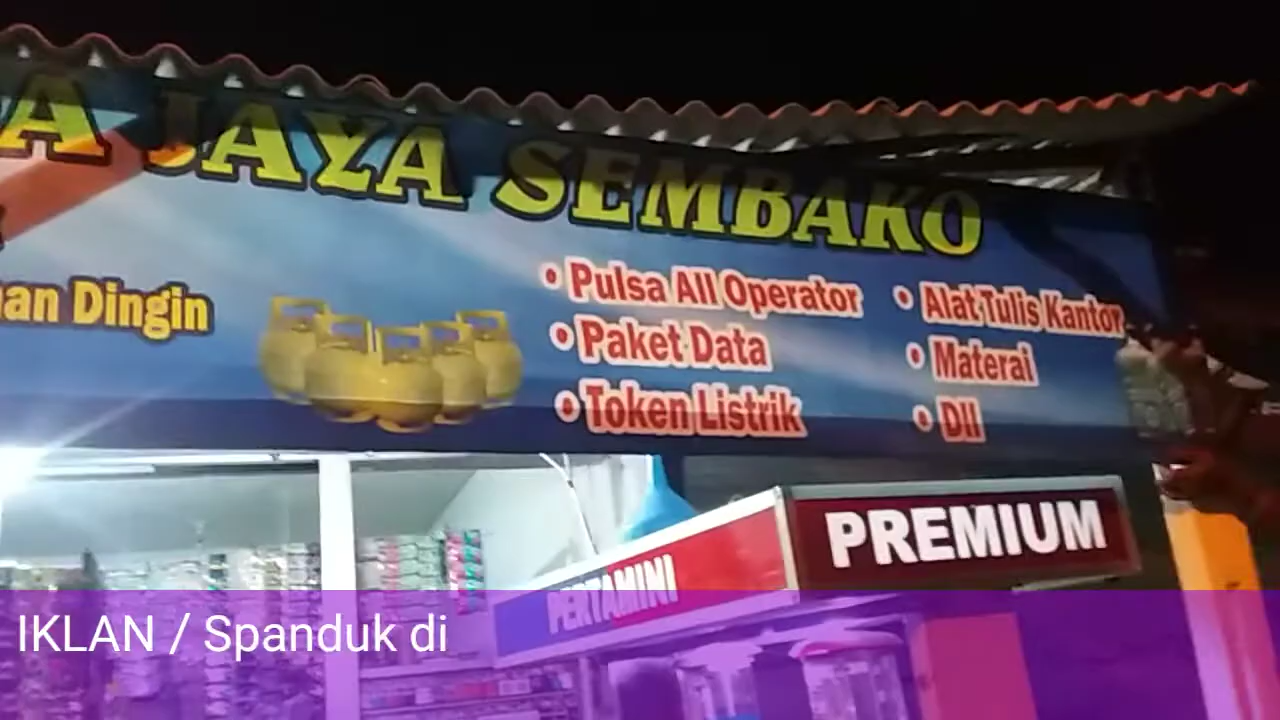 A JAYA SEMBAKO
Dingin
• Pulsa All Operator
• Paket Data
• Token Listrik
• Alat Tulis Kantor
• Materai
• Dll
PERTAMINI
PREMIUM
IKLAN / Spanduk di